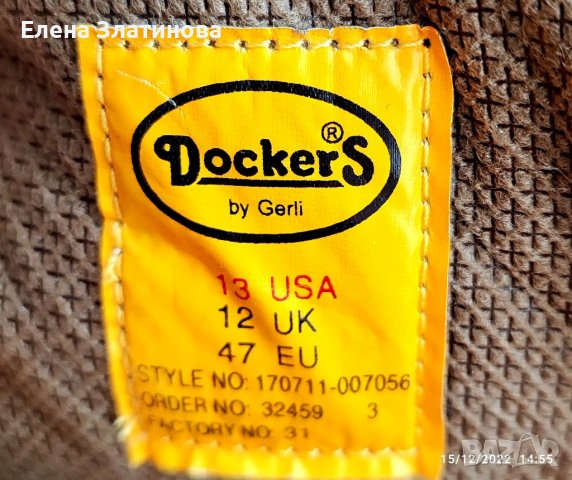 Елена Златинова
DockerS®
by Gerli
13 USA
12 UK
47 EU
STYLE NO: 170711-007056
ORDER NO: 32459 3
FACTORY NO: 31
BAZAR
15/12/2022 14:55